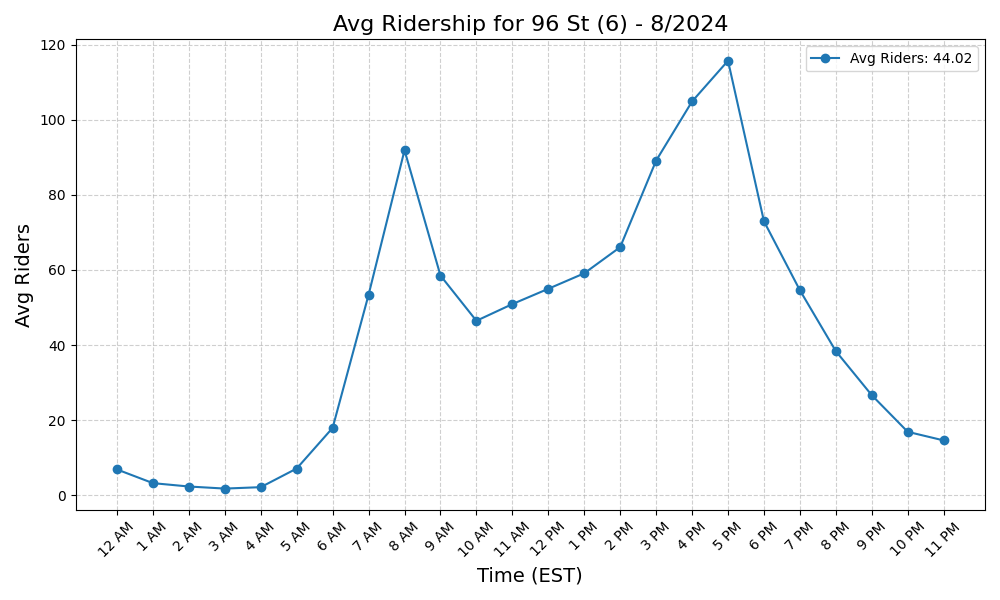 Avg Ridership for 96 St (6) - 8/2024
Avg Riders: 44.02
Avg Riders
120
100
80
60
40
20
0
12 AM
1 AM
2 AM
3 AM
4 AM
5 AM
6 AM
7 AM
8 AM
9 AM
10 AM
11 AM
12 PM
1 PM
2 PM
3 PM
4 PM
5 PM
6 PM
7 PM
8 PM
9 PM
10 PM
11 PM
Time (EST)